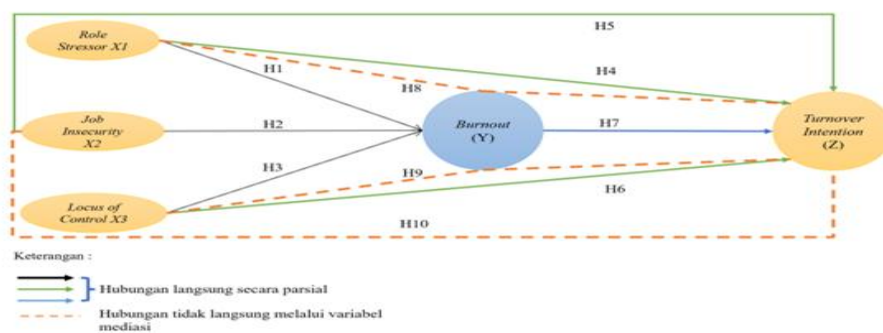 H5
Role
Stressor X1
H1
H4
H8
Job
Insecurity
X2
H2
Burnout
(Y)
H7
Turnover
Intention
(Z)
H3
H9
Locus of
Control X3
H6
H10
Keterangan :
Hubungan langsung secara parsial
Hubungan tidak langsung melalui variabel
mediasi